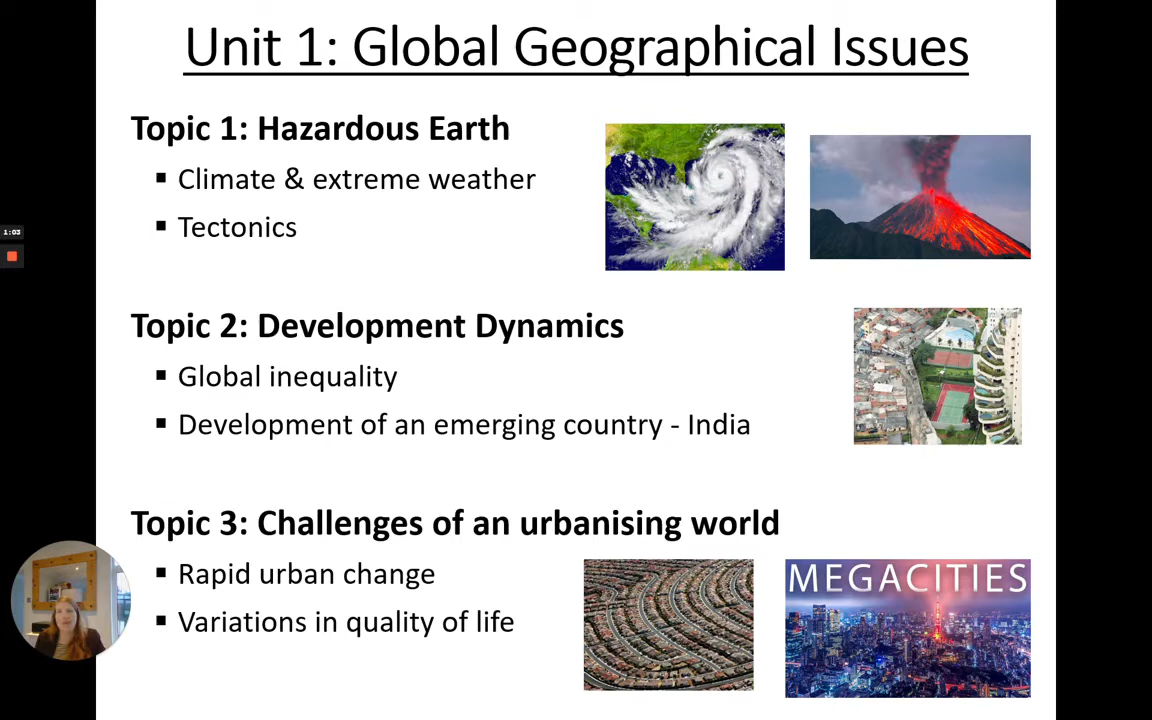 Unit 1: Global Geographical Issues
Topic 1: Hazardous Earth
▪ Climate & extreme weather
▪ Tectonics
1:03
Topic 2: Development Dynamics
▪ Global inequality
▪ Development of an emerging country - India
Topic 3: Challenges of an urbanising world
▪ Rapid urban change
▪ Variations in quality of life
MEGACITIES